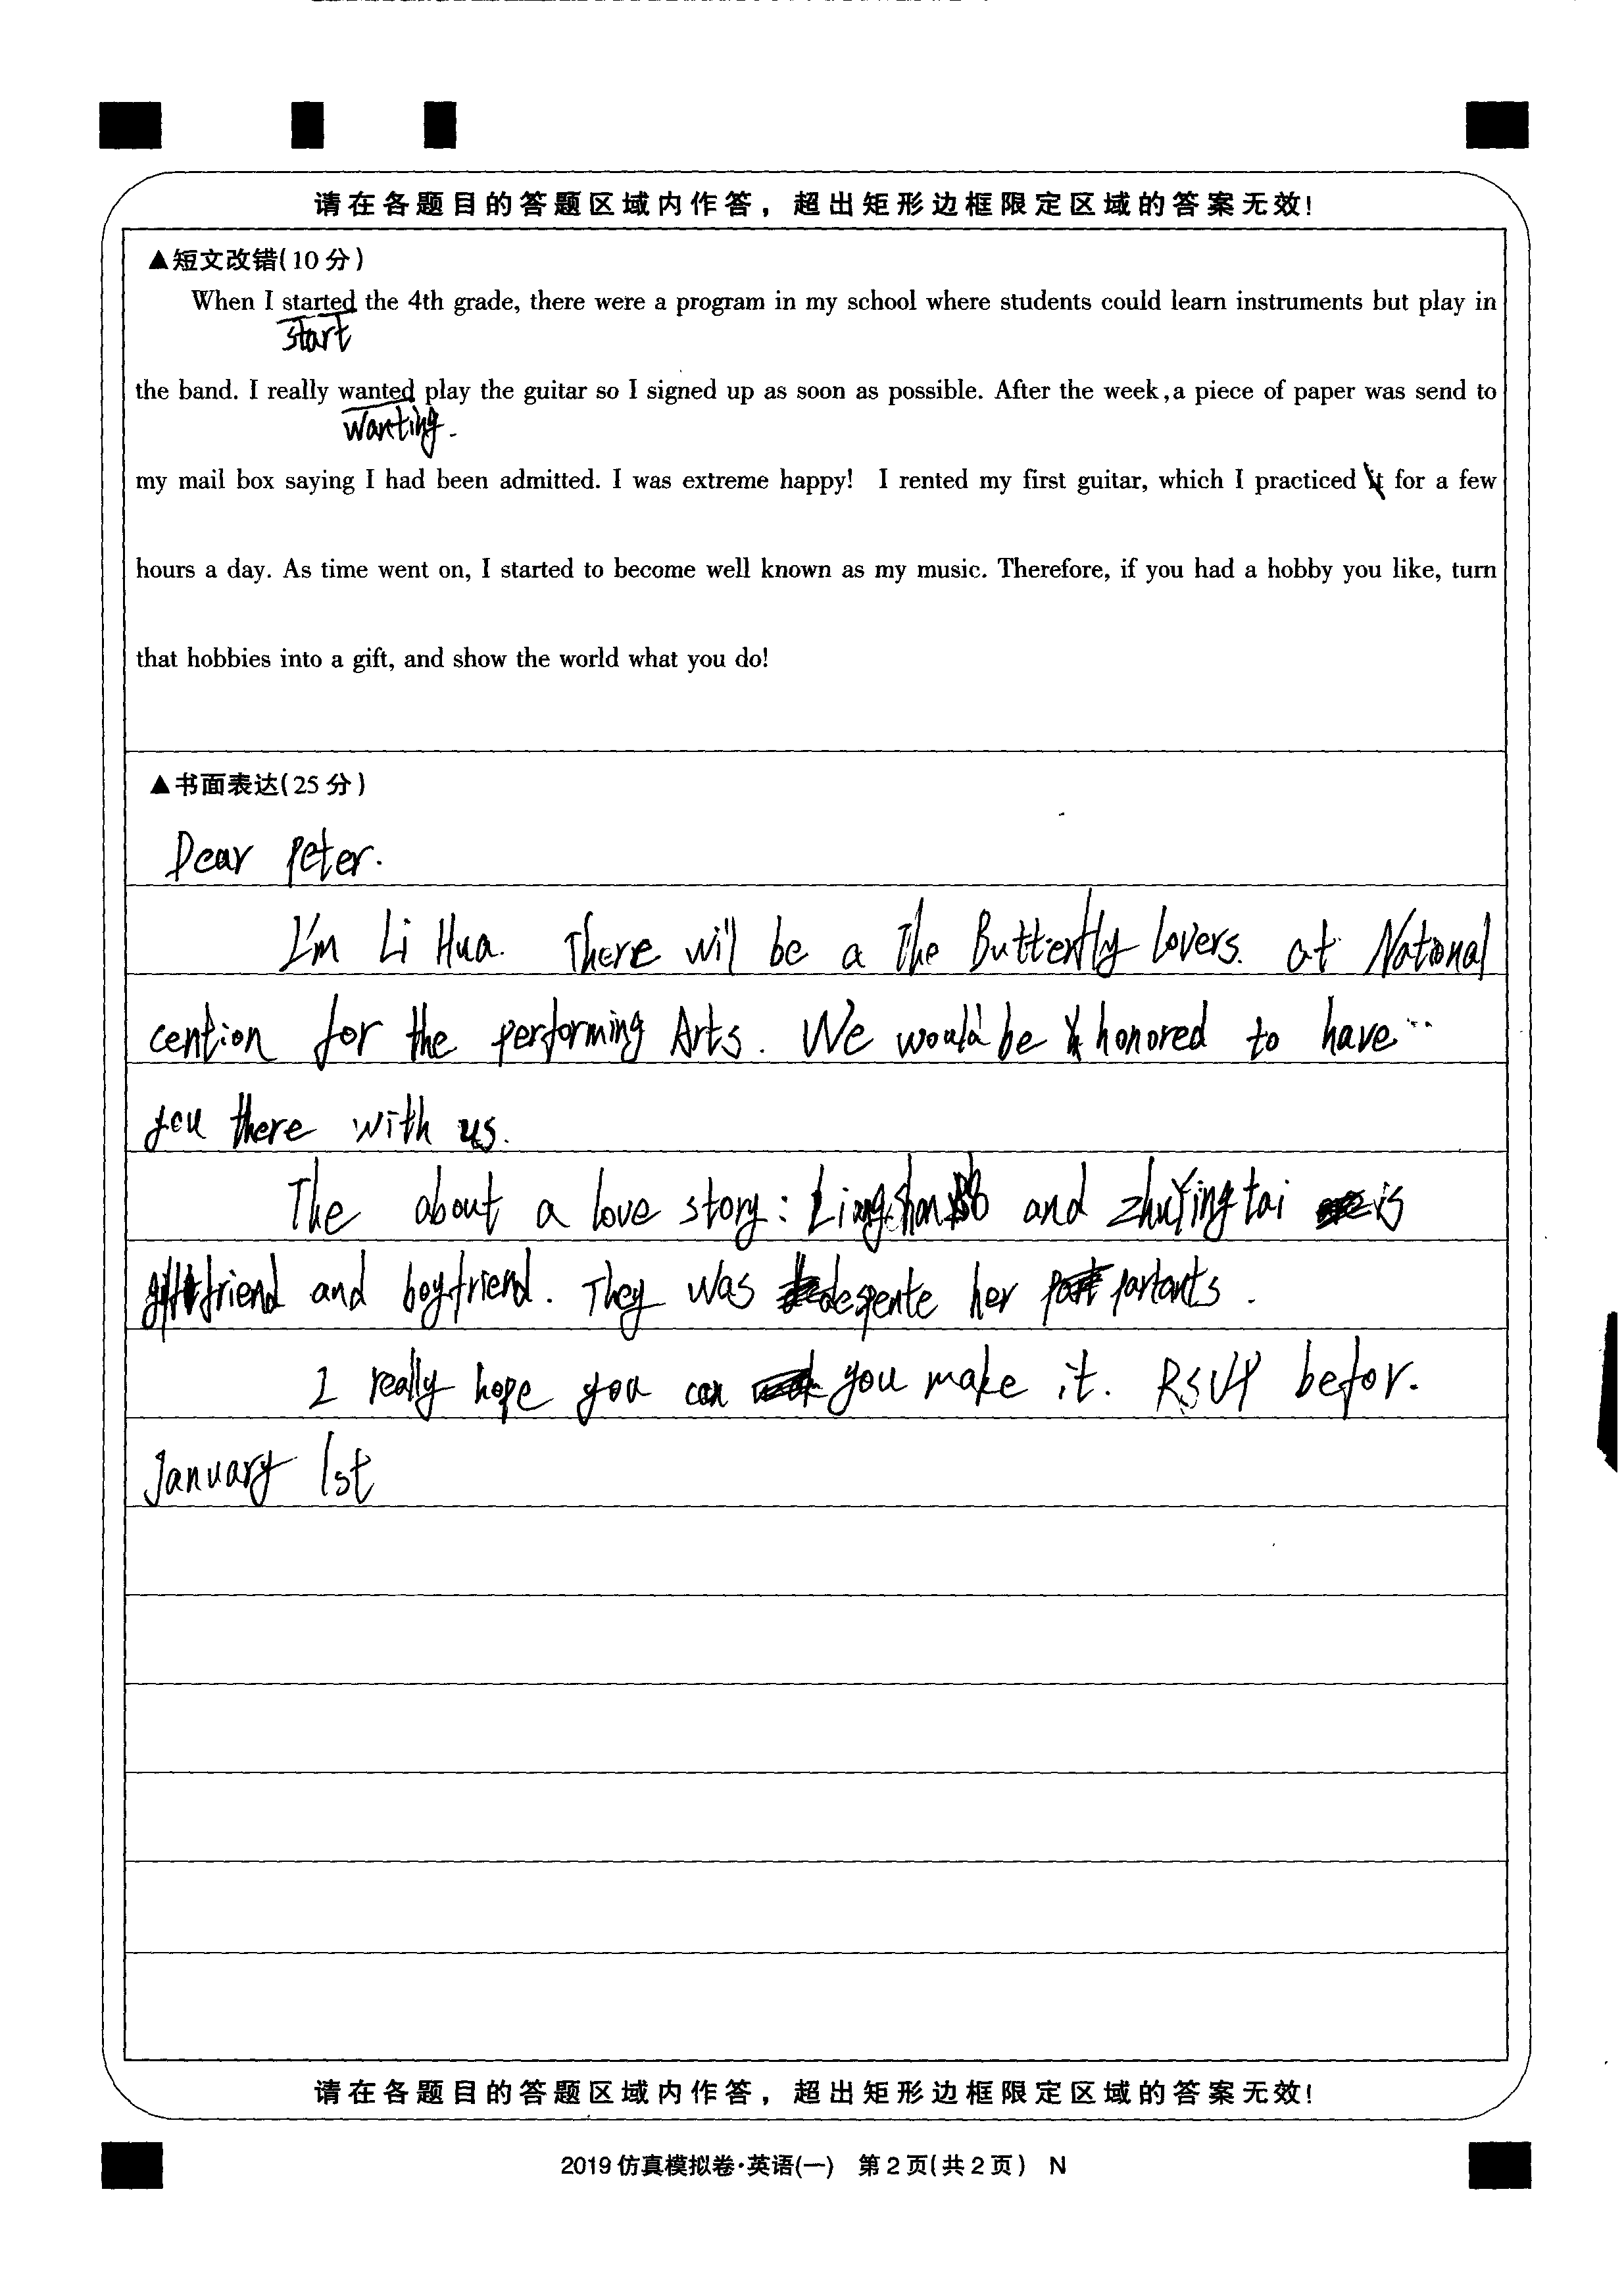 请在各题目的答题区域内作答，超出矩形边框限定区域的答案无效!
▲短文改错(10分)
When I started the 4th grade, there were a program in my school where students could learn instruments but play in
start
the band. I really wanted play the guitar so I signed up as soon as possible. After the week,a piece of paper was send to
wanting.
my mail box saying I had been admitted. I was extreme happy! I rented my first guitar, which I practiced it for a few
hours a day. As time went on, I started to become well known as my music. Therefore, if you had a hobby you like, turn
that hobbies into a gift, and show the world what you do!
▲书面表达(25分)
Dear Peter.
I'm Li Hua. There will be a The Butterfly Lovers. at National
cention for the performing Arts. We would be honored to have
you there with us.
The about a love story: and zhuYingtai is
friend and boyfriend. They was despente her partants.
I really hope you can you make it. RSVP befor.
January 1st
请在各题目的答题区域内作答，超出矩形边框限定区域的答案无效!
2019仿真模拟卷·英语(一) 第2页(共2页) N